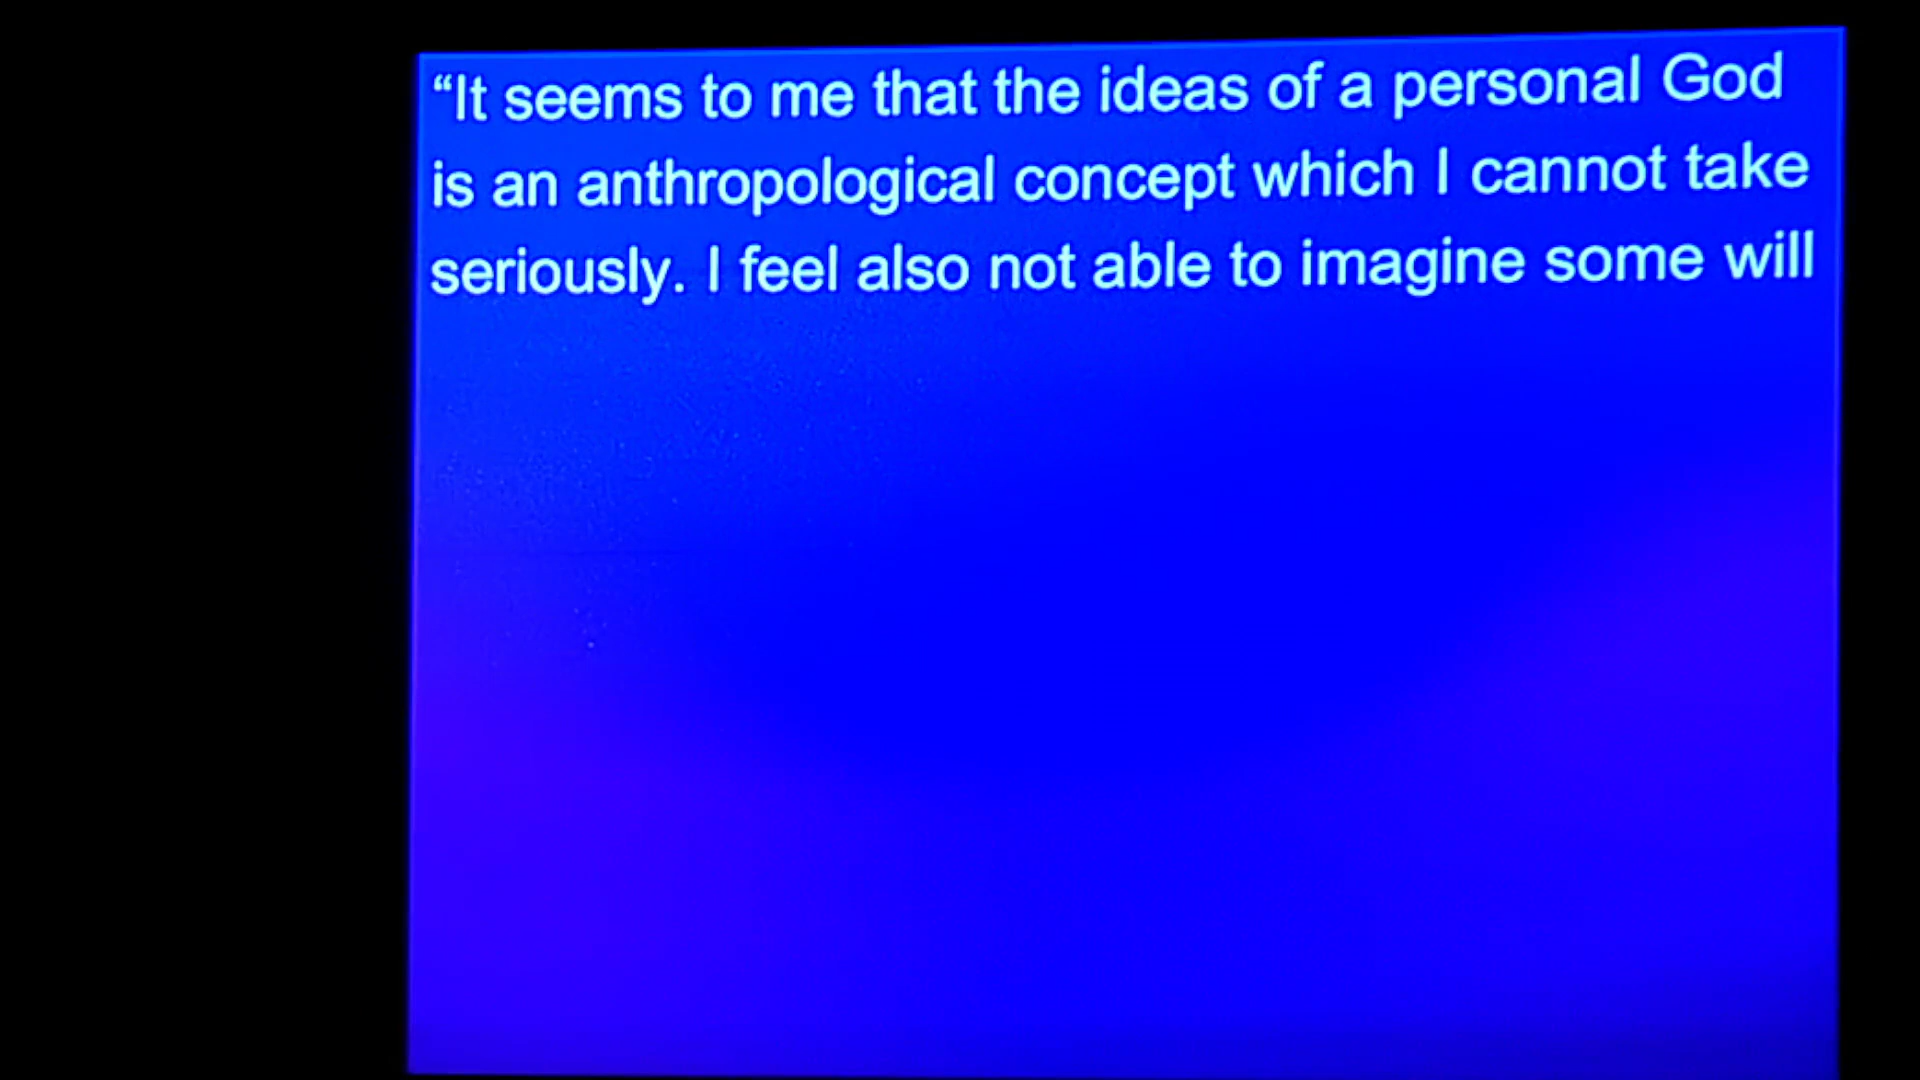 “It seems to me that the ideas of a personal God
is an anthropological concept which I cannot take
seriously. I feel also not able to imagine some will